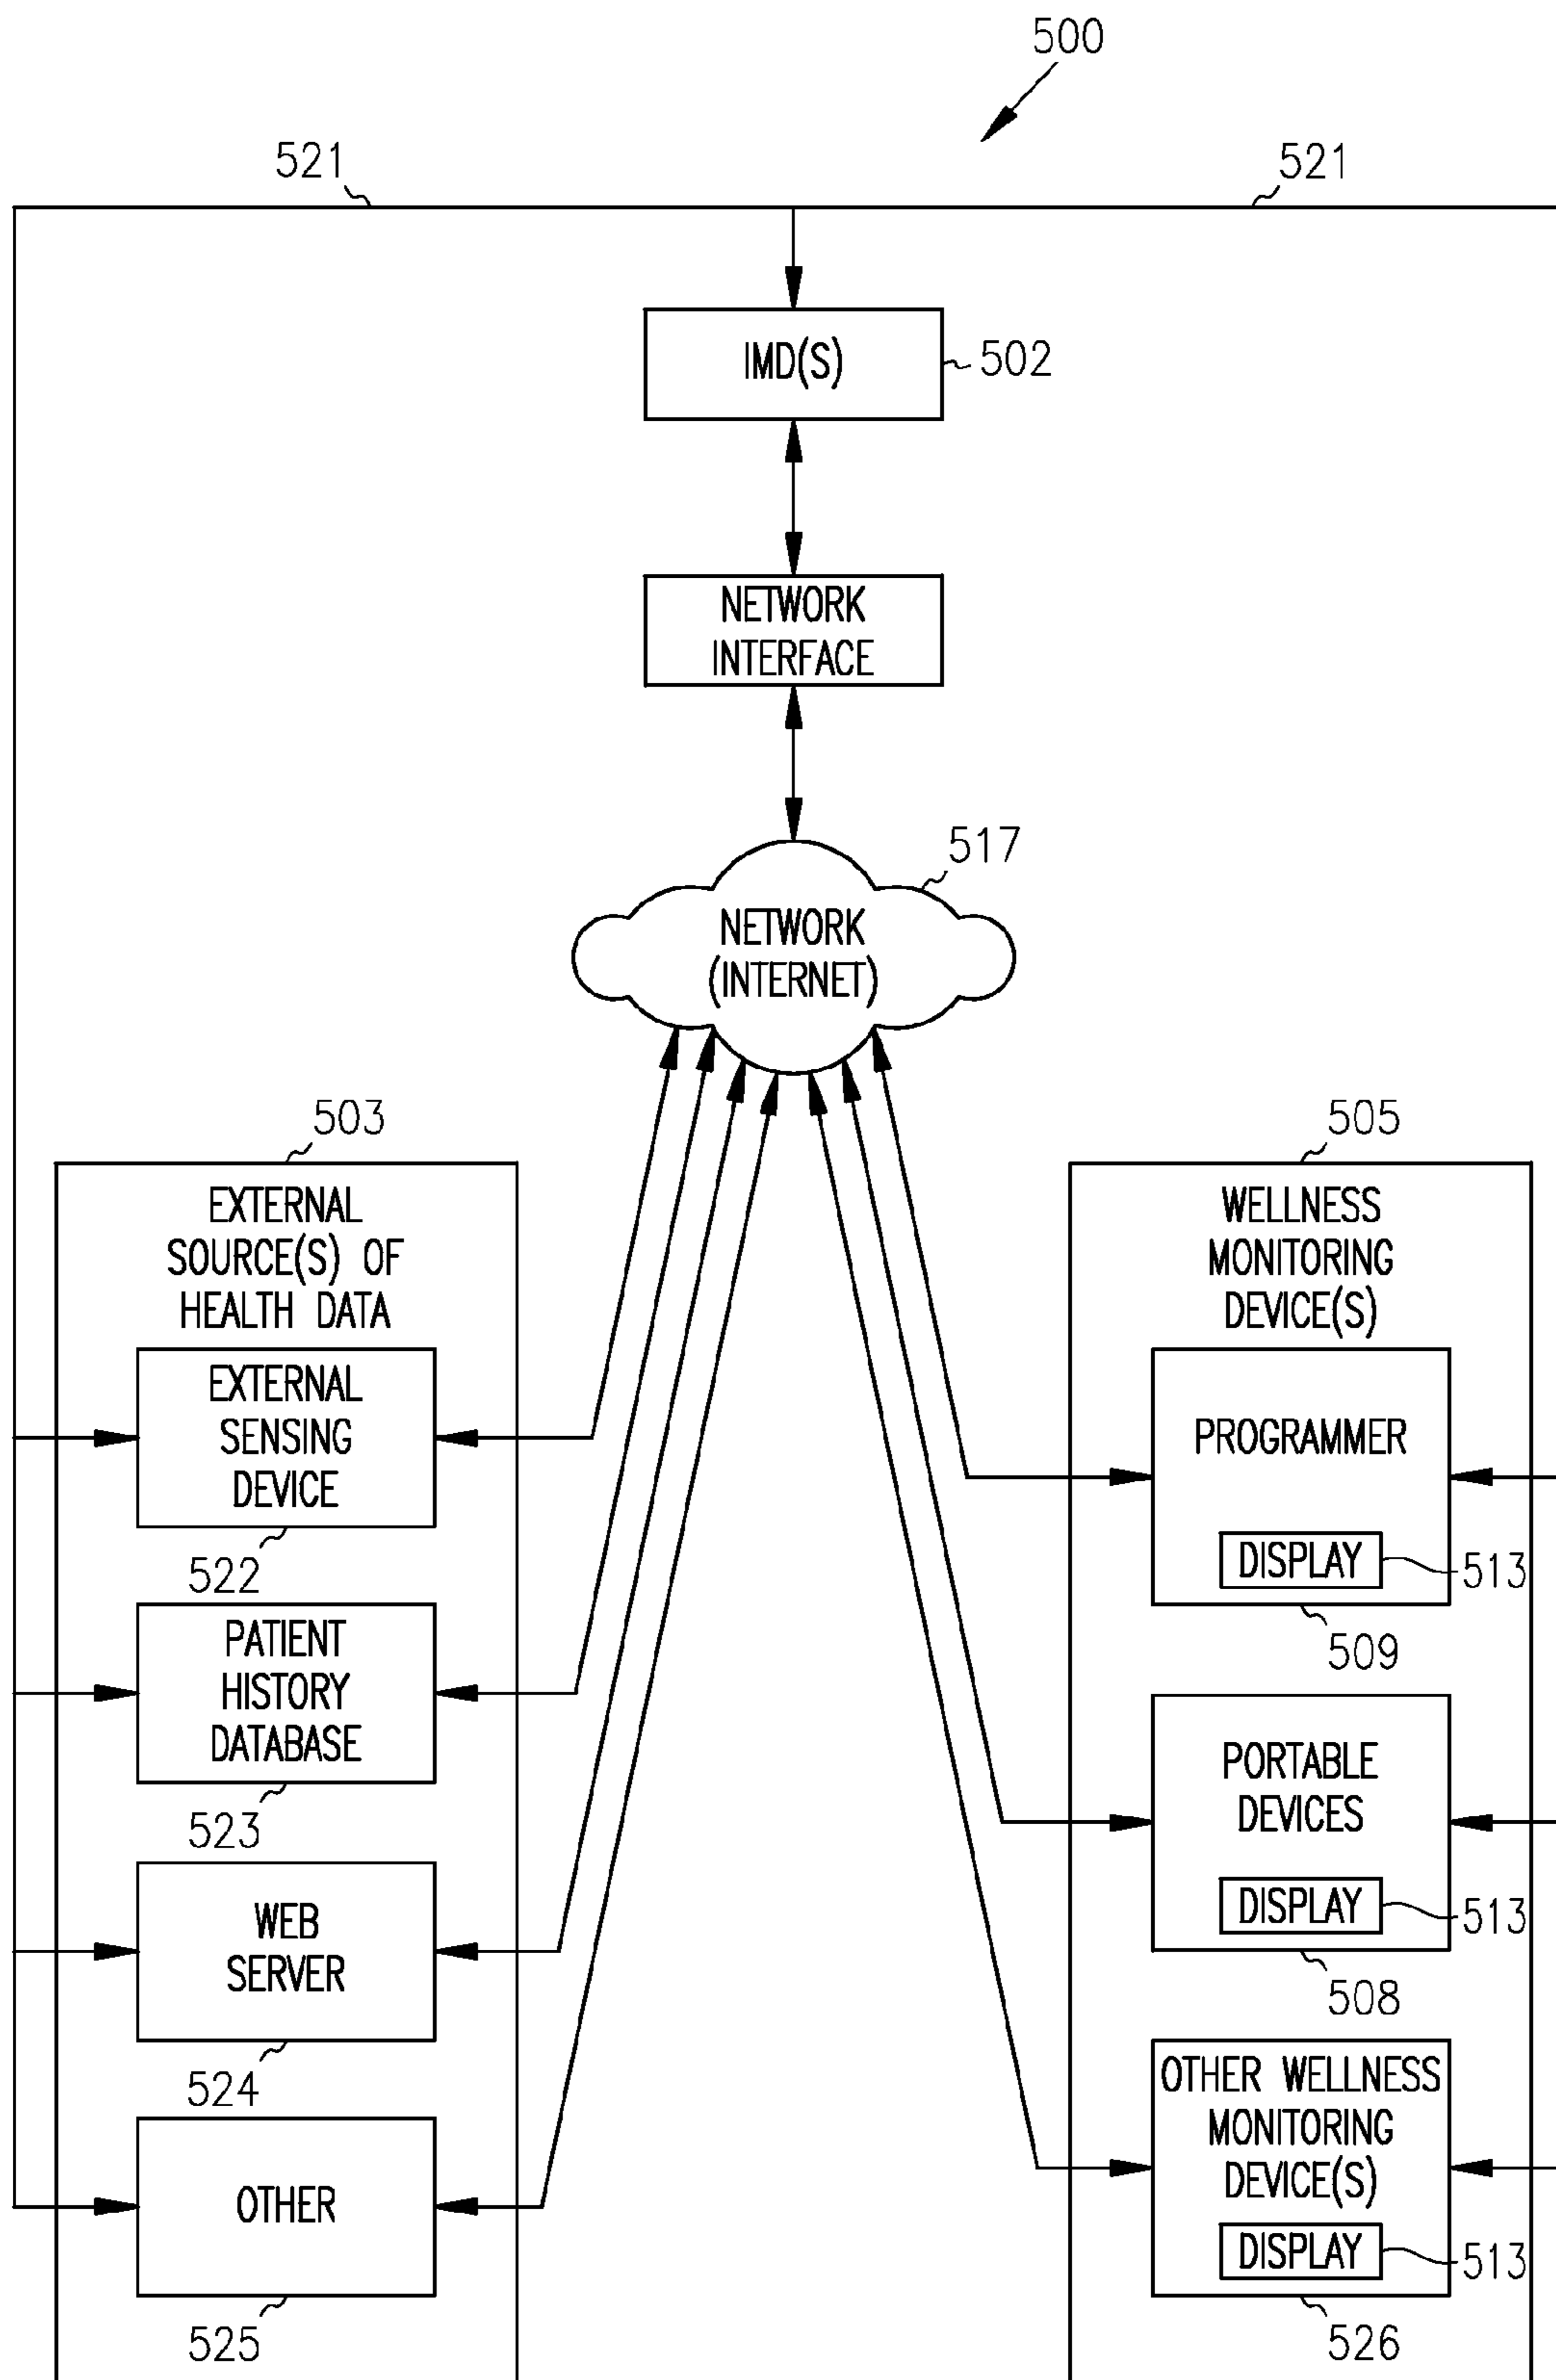 500
521
521
IMD(S)
502
NETWORK
INTERFACE
517
NETWORK
(INTERNET)
503
EXTERNAL
SOURCE(S) OF
HEALTH DATA
EXTERNAL
SENSING
DEVICE
522
PATIENT
HISTORY
DATABASE
523
WEB
SERVER
524
OTHER
525
505
WELLNESS
MONITORING
DEVICE(S)
PROGRAMMER
DISPLAY
513
509
PORTABLE
DEVICES
DISPLAY
513
508
OTHER WELLNESS
MONITORING
DEVICE(S)
DISPLAY
513
526